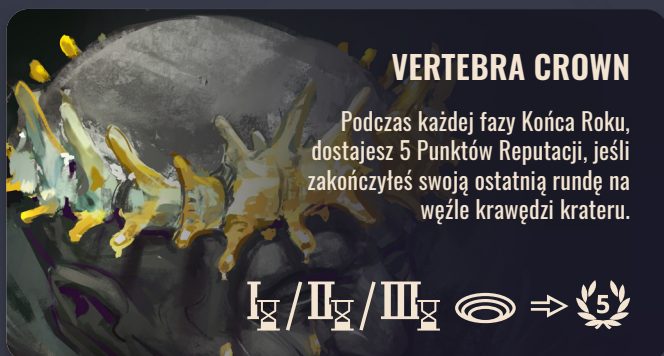 VERTEBRA CROWN
Podczas każdej fazy Końca Roku,
dostajesz 5 Punktów Reputacji, jeśli
zakończyłeś swoją ostatnią rundę na
węźle krawędzi krateru.
I/II/III 5